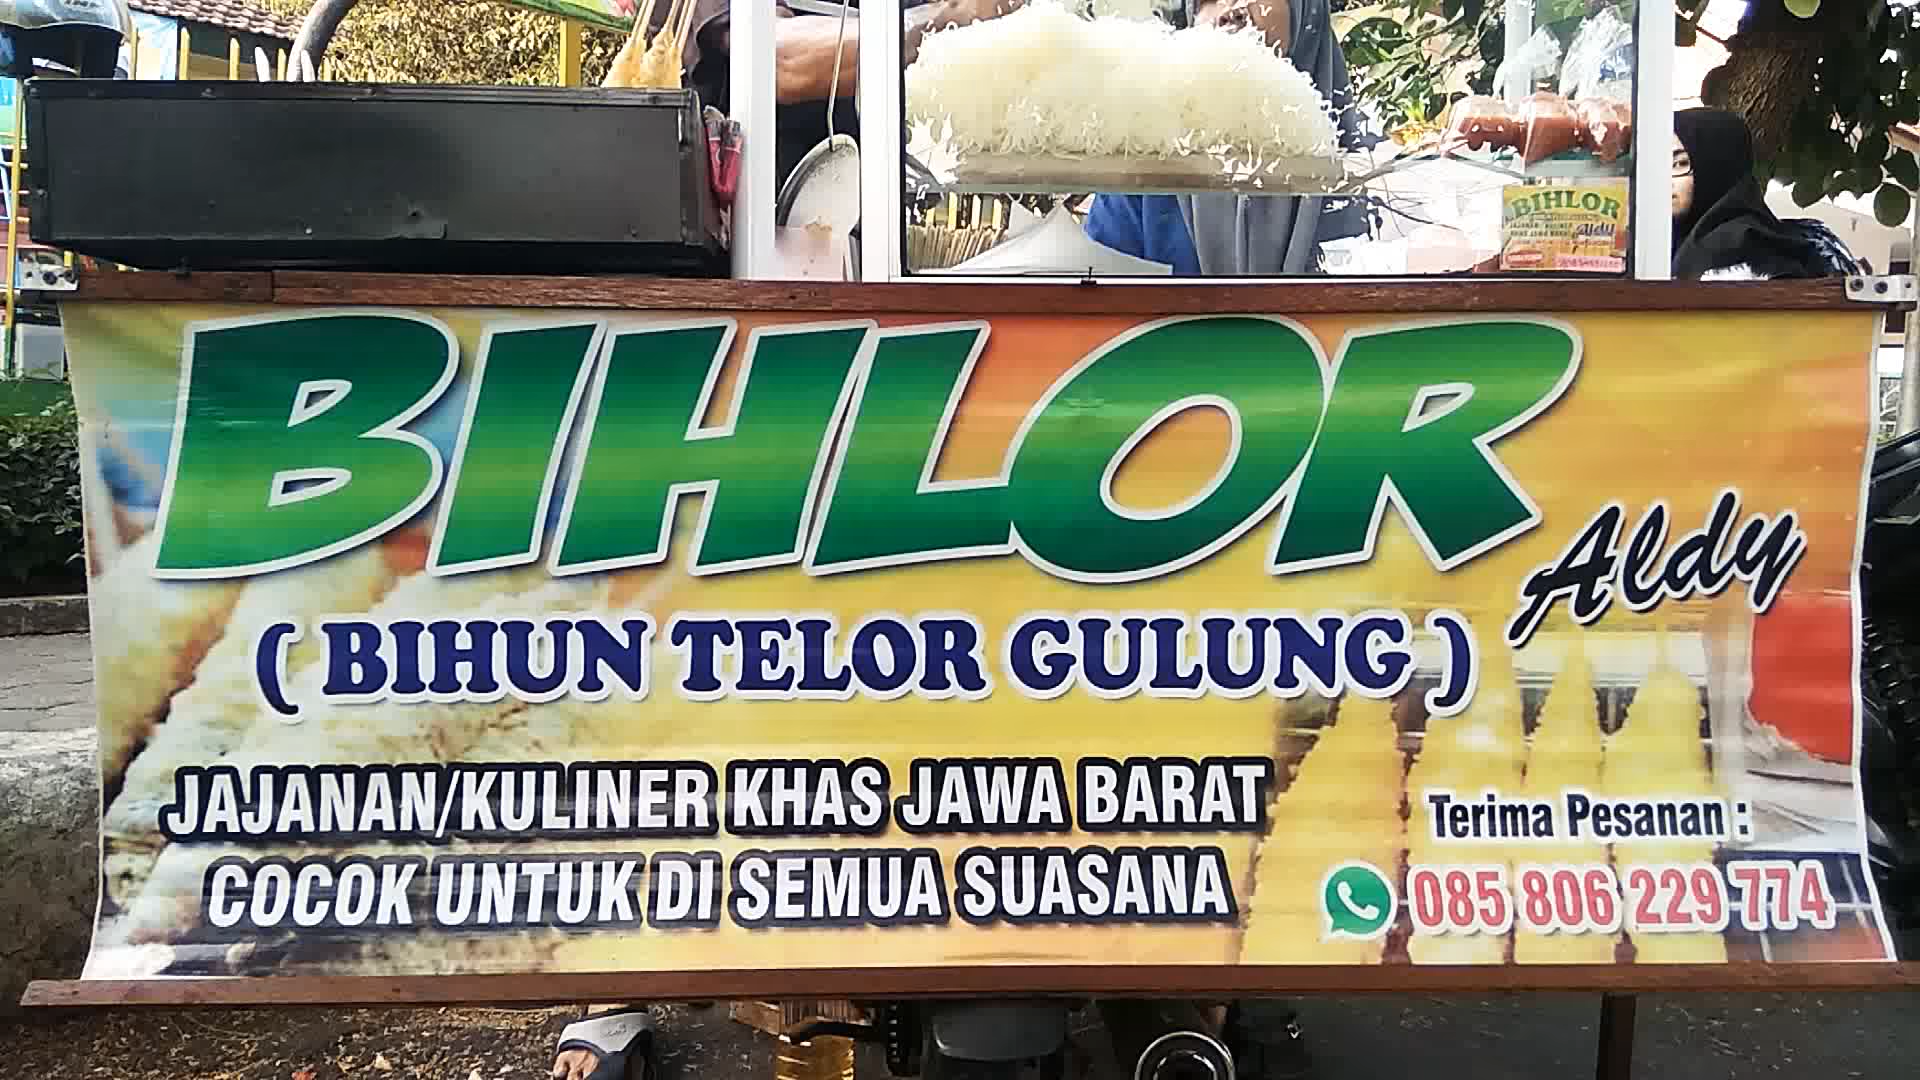 BIHLOR
Aldy
BIHLOR
Aldy
( BIHUN TELOR GULUNG )
JAJANAN/KULINER KHAS JAWA BARAT
COCOK UNTUK DI SEMUA SUASANA
Terima Pesanan :
085 806 229 774